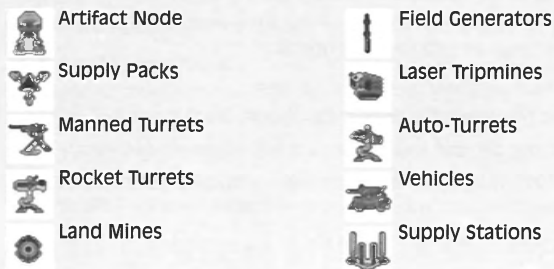 Artifact Node
Supply Packs
Manned Turrets
Rocket Turrets
Land Mines
Field Generators
Laser Tripmines
Auto-Turrets
Vehicles
Supply Stations